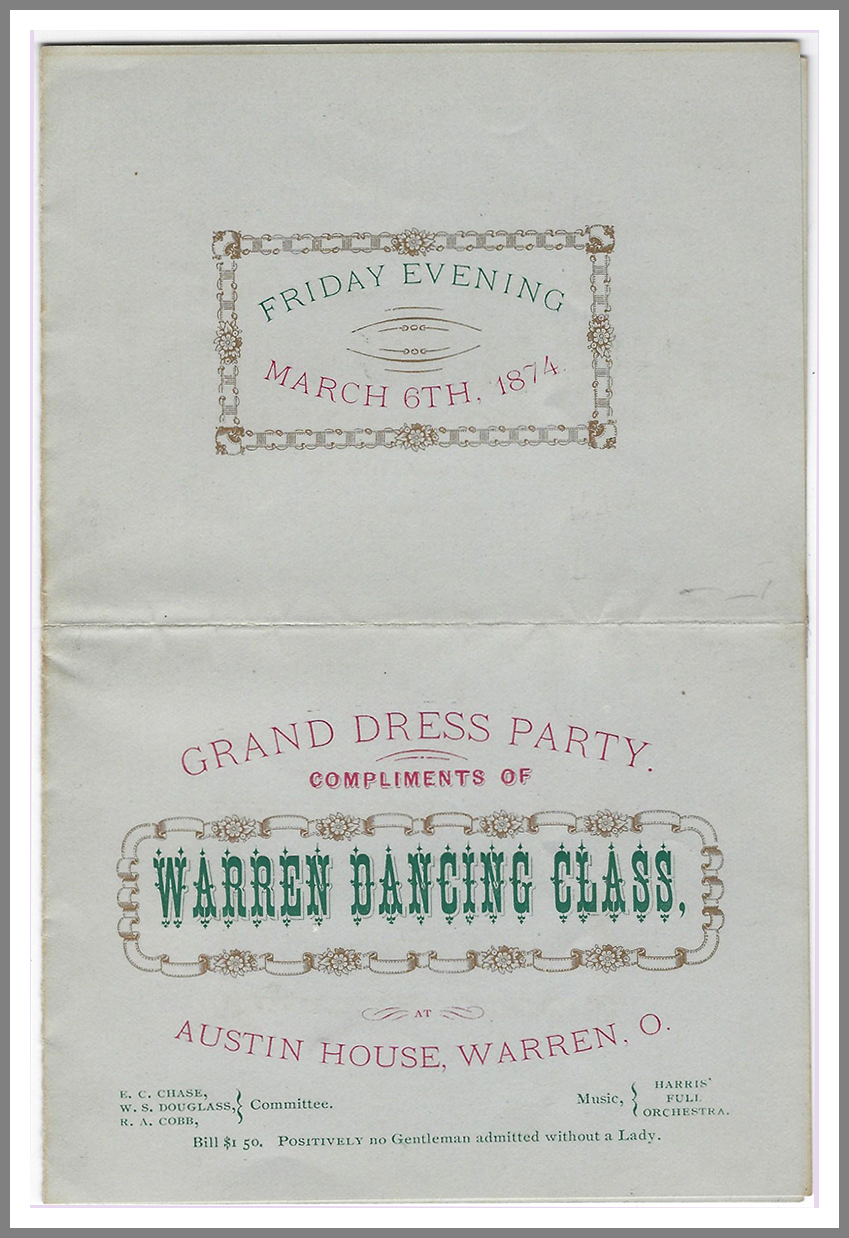 FRIDAY EVENING
MARCH 6TH, 1874.
GRAND DRESS PARTY.
COMPLIMENTS OF
WARREN DANCING CLASS,
AT
AUSTIN HOUSE, WARREN, O.
E. C. CHASE,
W. S. DOUGLASS,
R. A. COBB,
} Committee.
Music, {
HARRIS'
FULL
ORCHESTRA.
Bill $1 50. POSITIVELY no Gentleman admitted without a Lady.